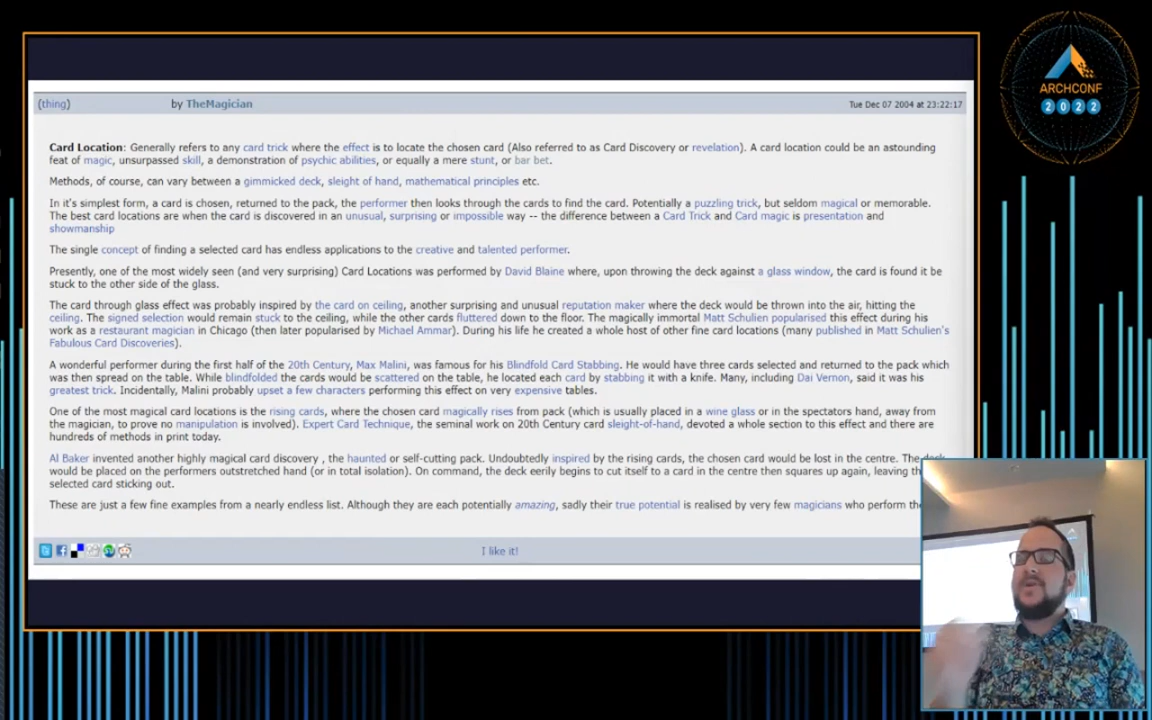 ARCHCONF
2022
(thing) by TheMagician Tue Dec 07 2004 at 23:22:17
Card Location: Generally refers to any card trick where the effect is to locate the chosen card (Also referred to as Card Discovery or revelation). A card location could be an astounding
feat of magic, unsurpassed skill, a demonstration of psychic abilities, or equally a mere stunt, or bar bet.
Methods, of course, can vary between a gimmicked deck, sleight of hand, mathematical principles etc.
In it's simplest form, a card is chosen, returned to the pack, the performer then looks through the cards to find the card. Potentially a puzzling trick, but seldom magical or memorable.
The best card locations are when the card is discovered in an unusual, surprising or impossible way -- the difference between a Card Trick and Card magic is presentation and
showmanship
The single concept of finding a selected card has endless applications to the creative and talented performer.
Presently, one of the most widely seen (and very surprising) Card Locations was performed by David Blaine where, upon throwing the deck against a glass window, the card is found it be
stuck to the other side of the glass.
The card through glass effect was probably inspired by the card on ceiling, another surprising and unusual reputation maker where the deck would be thrown into the air, hitting the
ceiling. The signed selection would remain stuck to the ceiling, while the other cards fluttered down to the floor. The magically immortal Matt Schulien popularised this effect during his
work as a restaurant magician in Chicago (then later popularised by Michael Ammar). During his life he created a whole host of other fine card locations (many published in Matt Schulien's
Fabulous Card Discoveries).
A wonderful performer during the first half of the 20th Century, Max Malini, was famous for his Blindfold Card Stabbing. He would have three cards selected and returned to the pack which
was then spread on the table. While blindfolded the cards would be scattered on the table, he located each card by stabbing it with a knife. Many, including Dai Vernon, said it was his
greatest trick. Incidentally, Malini probably upset a few characters performing this effect on very expensive tables.
One of the most magical card locations is the rising cards, where the chosen card magically rises from pack (which is usually placed in a wine glass or in the spectators hand, away from
the magician, to prove no manipulation is involved). Expert Card Technique, the seminal work on 20th Century card sleight-of-hand, devoted a whole section to this effect and there are
hundreds of methods in print today.
Al Baker invented another highly magical card discovery , the haunted or self-cutting pack. Undoubtedly inspired by the rising cards, the chosen card would be lost in the centre. The deck
would be placed on the performers outstretched hand (or in total isolation). On command, the deck eerily begins to cut itself to a card in the centre then squares up again, leaving
selected card sticking out.
These are just a few fine examples from a nearly endless list. Although they are each potentially amazing, sadly their true potential is realised by very few magicians who perform
I like it!